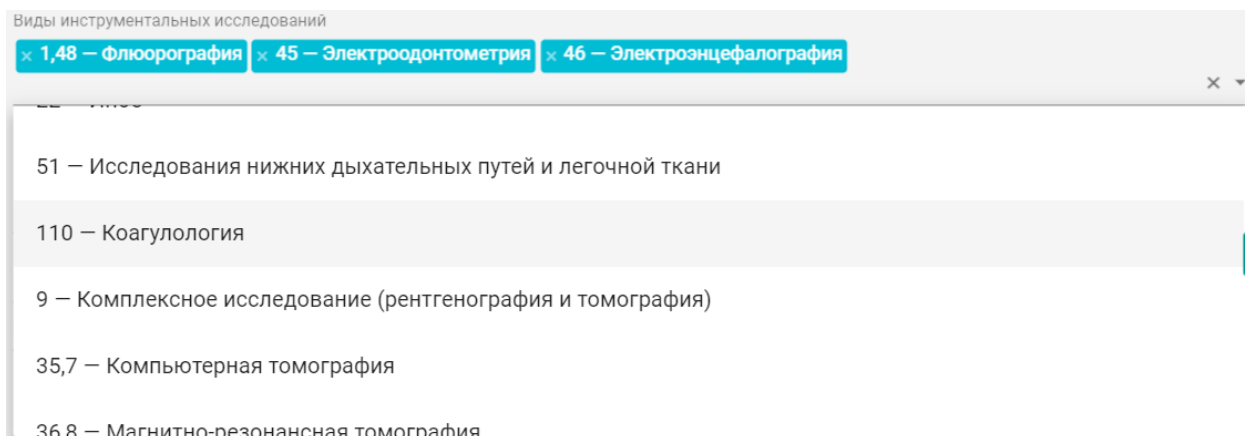 Виды инструментальных исследований
× 1,48 — Флюорография × 45 — Электроодонтометрия × 46 — Электроэнцефалография
51 — Исследования нижних дыхательных путей и легочной ткани
110 — Коагулология
9 — Комплексное исследование (рентгенография и томография)
35,7 — Компьютерная томография
36,8 — Магнитно-резонансная томография